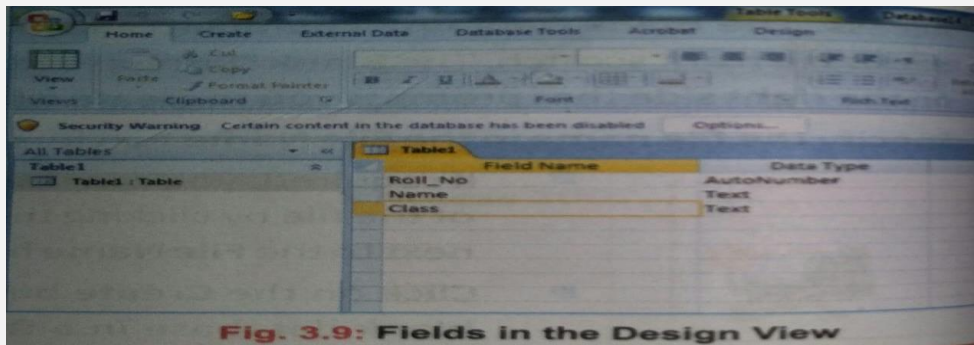 Table Tools
Home Create External Data Database Tools Acrobat Design
View
Paste
Cut
Copy
Format Painter
Views Clipboard Font Rich Text
Security Warning Certain content in the database has been disabled Options...
All Tables
Table1
Table1 : Table
Table1
Field Name Data Type
Roll_No AutoNumber
Name Text
Class Text
Fig. 3.9: Fields in the Design View